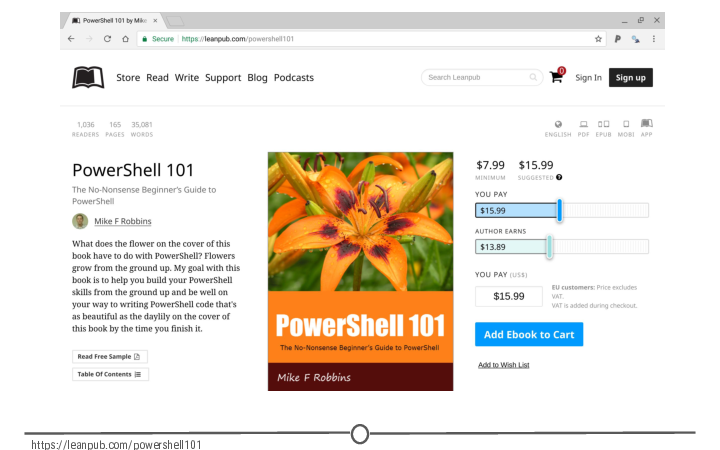 PowerShell 101 by Mike
Secure https://leanpub.com/powershell101
Store Read Write Support Blog Podcasts
Search Leanpub
0
Sign In
Sign up
1,036 165 35,081
READERS PAGES WORDS
ENGLISH PDF EPUB MOBI APP
PowerShell 101
The No-Nonsense Beginner's Guide to
PowerShell
Mike F Robbins
What does the flower on the cover of this
book have to do with PowerShell? Flowers
grow from the ground up. My goal with this
book is to help you build your PowerShell
skills from the ground up and be well on
your way to writing PowerShell code that's
as beautiful as the daylily on the cover of
this book by the time you finish it.
Read Free Sample
Table Of Contents
PowerShell 101
The No-Nonsense Beginner's Guide to PowerShell
Mike F Robbins
$7.99 $15.99
MINIMUM SUGGESTED ?
YOU PAY
$15.99
AUTHOR EARNS
$13.89
YOU PAY (US$)
$15.99
EU customers: Price excludes
VAT.
VAT is added during checkout.
Add Ebook to Cart
Add to Wish List
https://leanpub.com/powershell101